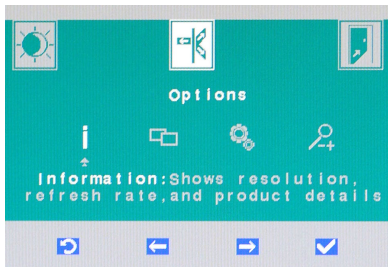 Options
i
Information:Shows resolution,
refresh rate,and product details